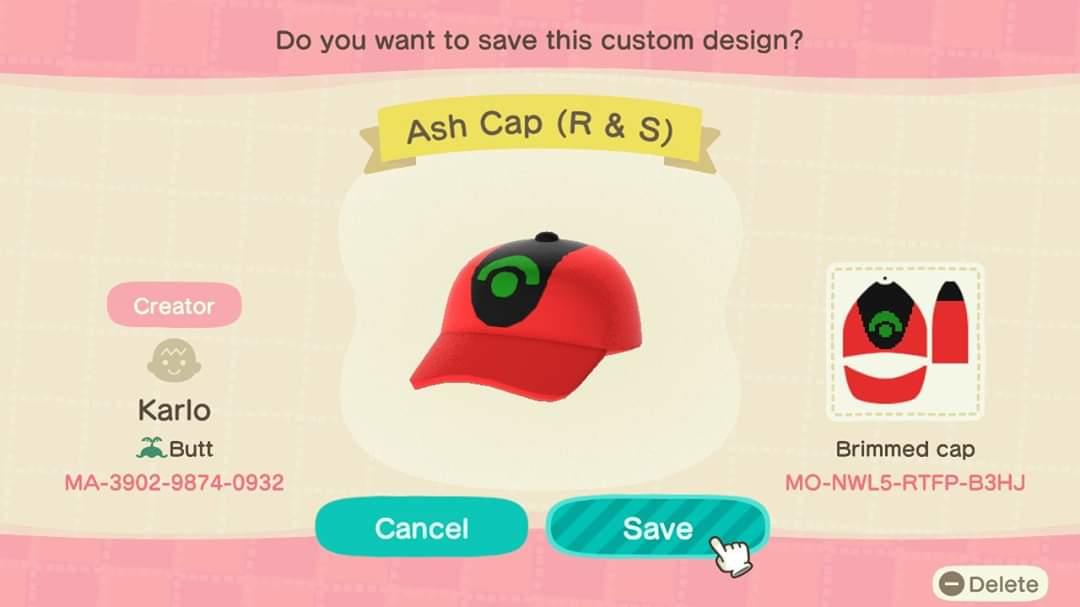 Do you want to save this custom design?
Ash Cap (R & S)
Creator
Karlo
Butt
MA-3902-9874-0932
Brimmed cap
MO-NWL5-RTFP-B3HJ
Cancel
Save
Delete